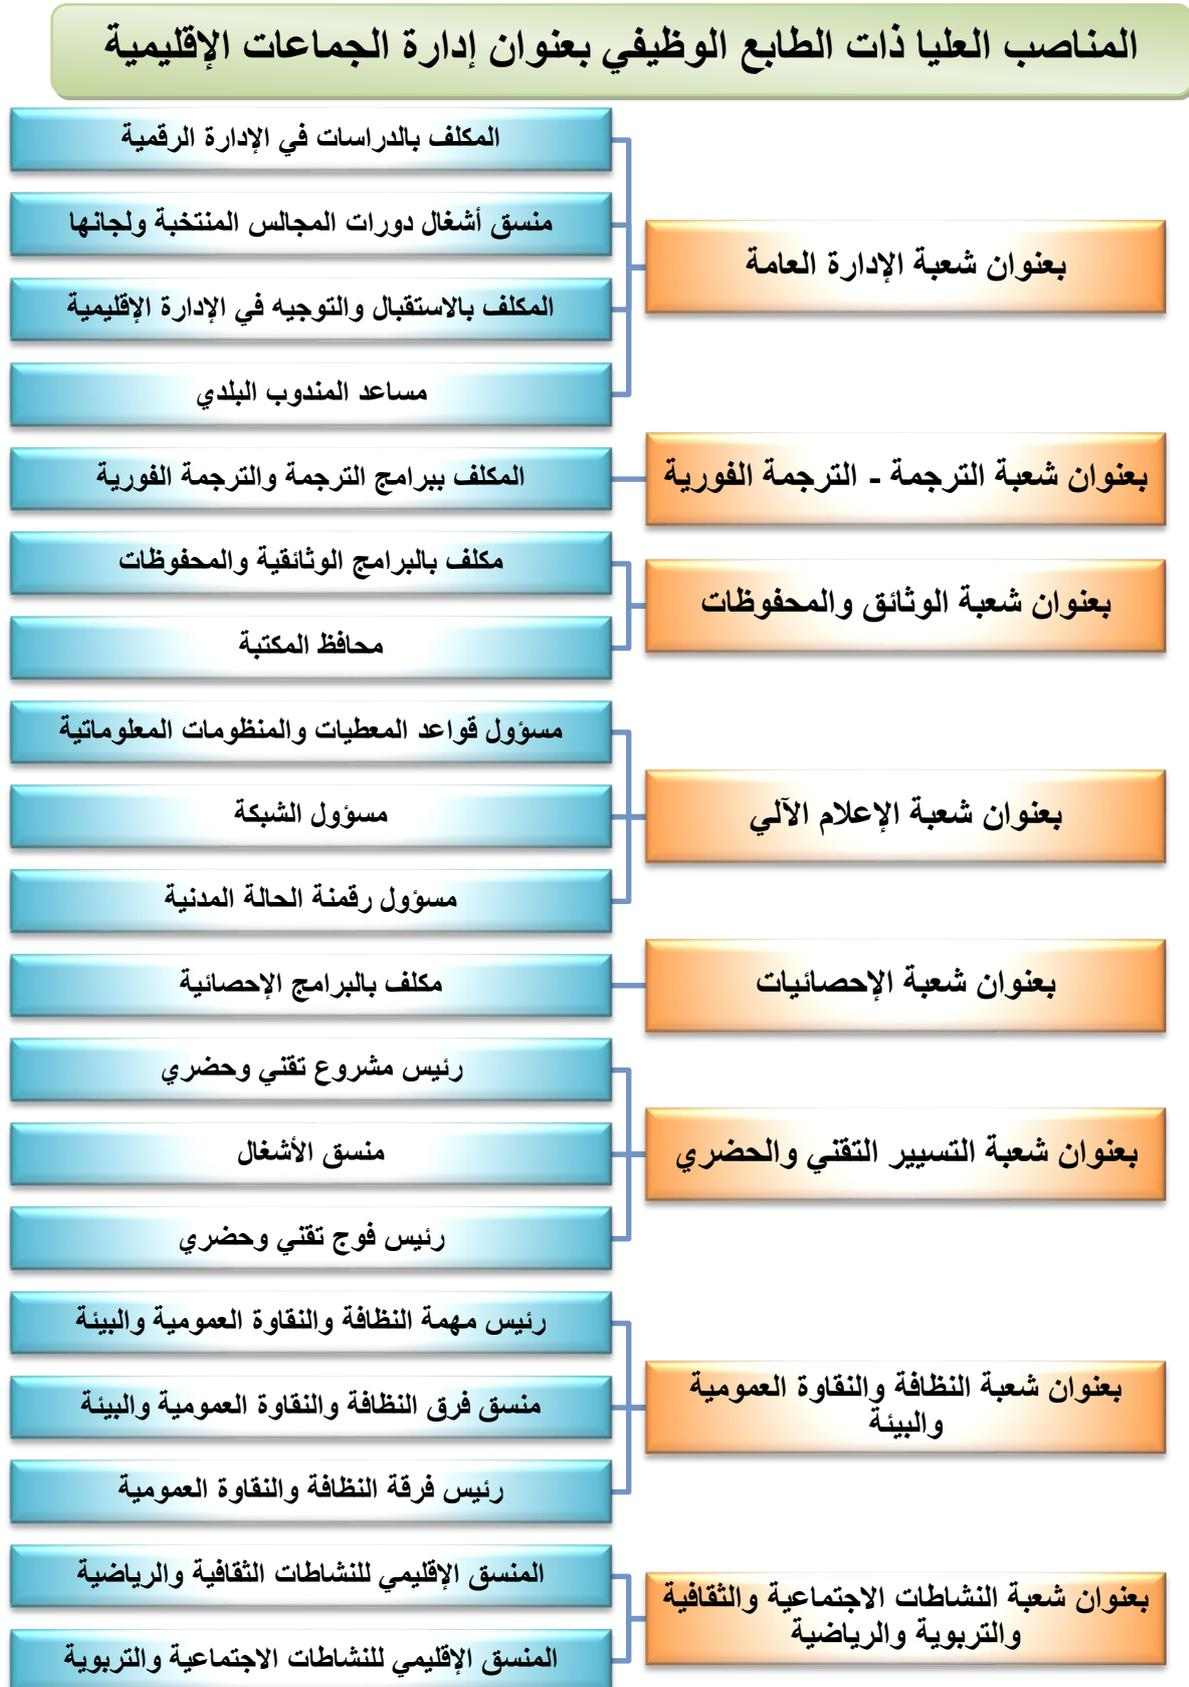 المناصب العليا ذات الطابع الوظيفي بعنوان إدارة الجماعات الإقليمية
بعنوان شعبة الإدارة العامة
المكلف بالدراسات في الإدارة الرقمية
منسق أشغال دورات المجالس المنتخبة ولجانها
المكلف بالاستقبال والتوجيه في الإدارة الإقليمية
مساعد المندوب البلدي
بعنوان شعبة الترجمة - الترجمة الفورية
المكلف ببرامج الترجمة والترجمة الفورية
بعنوان شعبة الوثائق والمحفوظات
مكلف بالبرامج الوثائقية والمحفوظات
محافظ المكتبة
بعنوان شعبة الإعلام الآلي
مسؤول قواعد المعطيات والمنظومات المعلوماتية
مسؤول الشبكة
مسؤول رقمنة الحالة المدنية
بعنوان شعبة الإحصائيات
مكلف بالبرامج الإحصائية
بعنوان شعبة التسيير التقني والحضري
رئيس مشروع تقني وحضري
منسق الأشغال
رئيس فوج تقني وحضري
بعنوان شعبة النظافة والنقاوة العمومية
والبيئة
رئيس مهمة النظافة والنقاوة العمومية والبيئة
منسق فرق النظافة والنقاوة العمومية والبيئة
رئيس فرقة النظافة والنقاوة العمومية
بعنوان شعبة النشاطات الاجتماعية والثقافية
والتربوية والرياضية
المنسق الإقليمي للنشاطات الثقافية والرياضية
المنسق الإقليمي للنشاطات الاجتماعية والتربوية